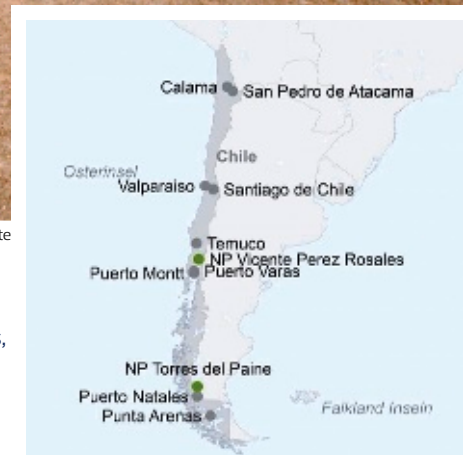 Calama
San Pedro de Atacama
Chile
Osterinsel
Valparaiso
Santiago de Chile
te
Temuco
NP Vicente Perez Rosales
Puerto Montt
Puerto Varas
NP Torres del Paine
Puerto Natales
Falkland Inseln
Punta Arenas